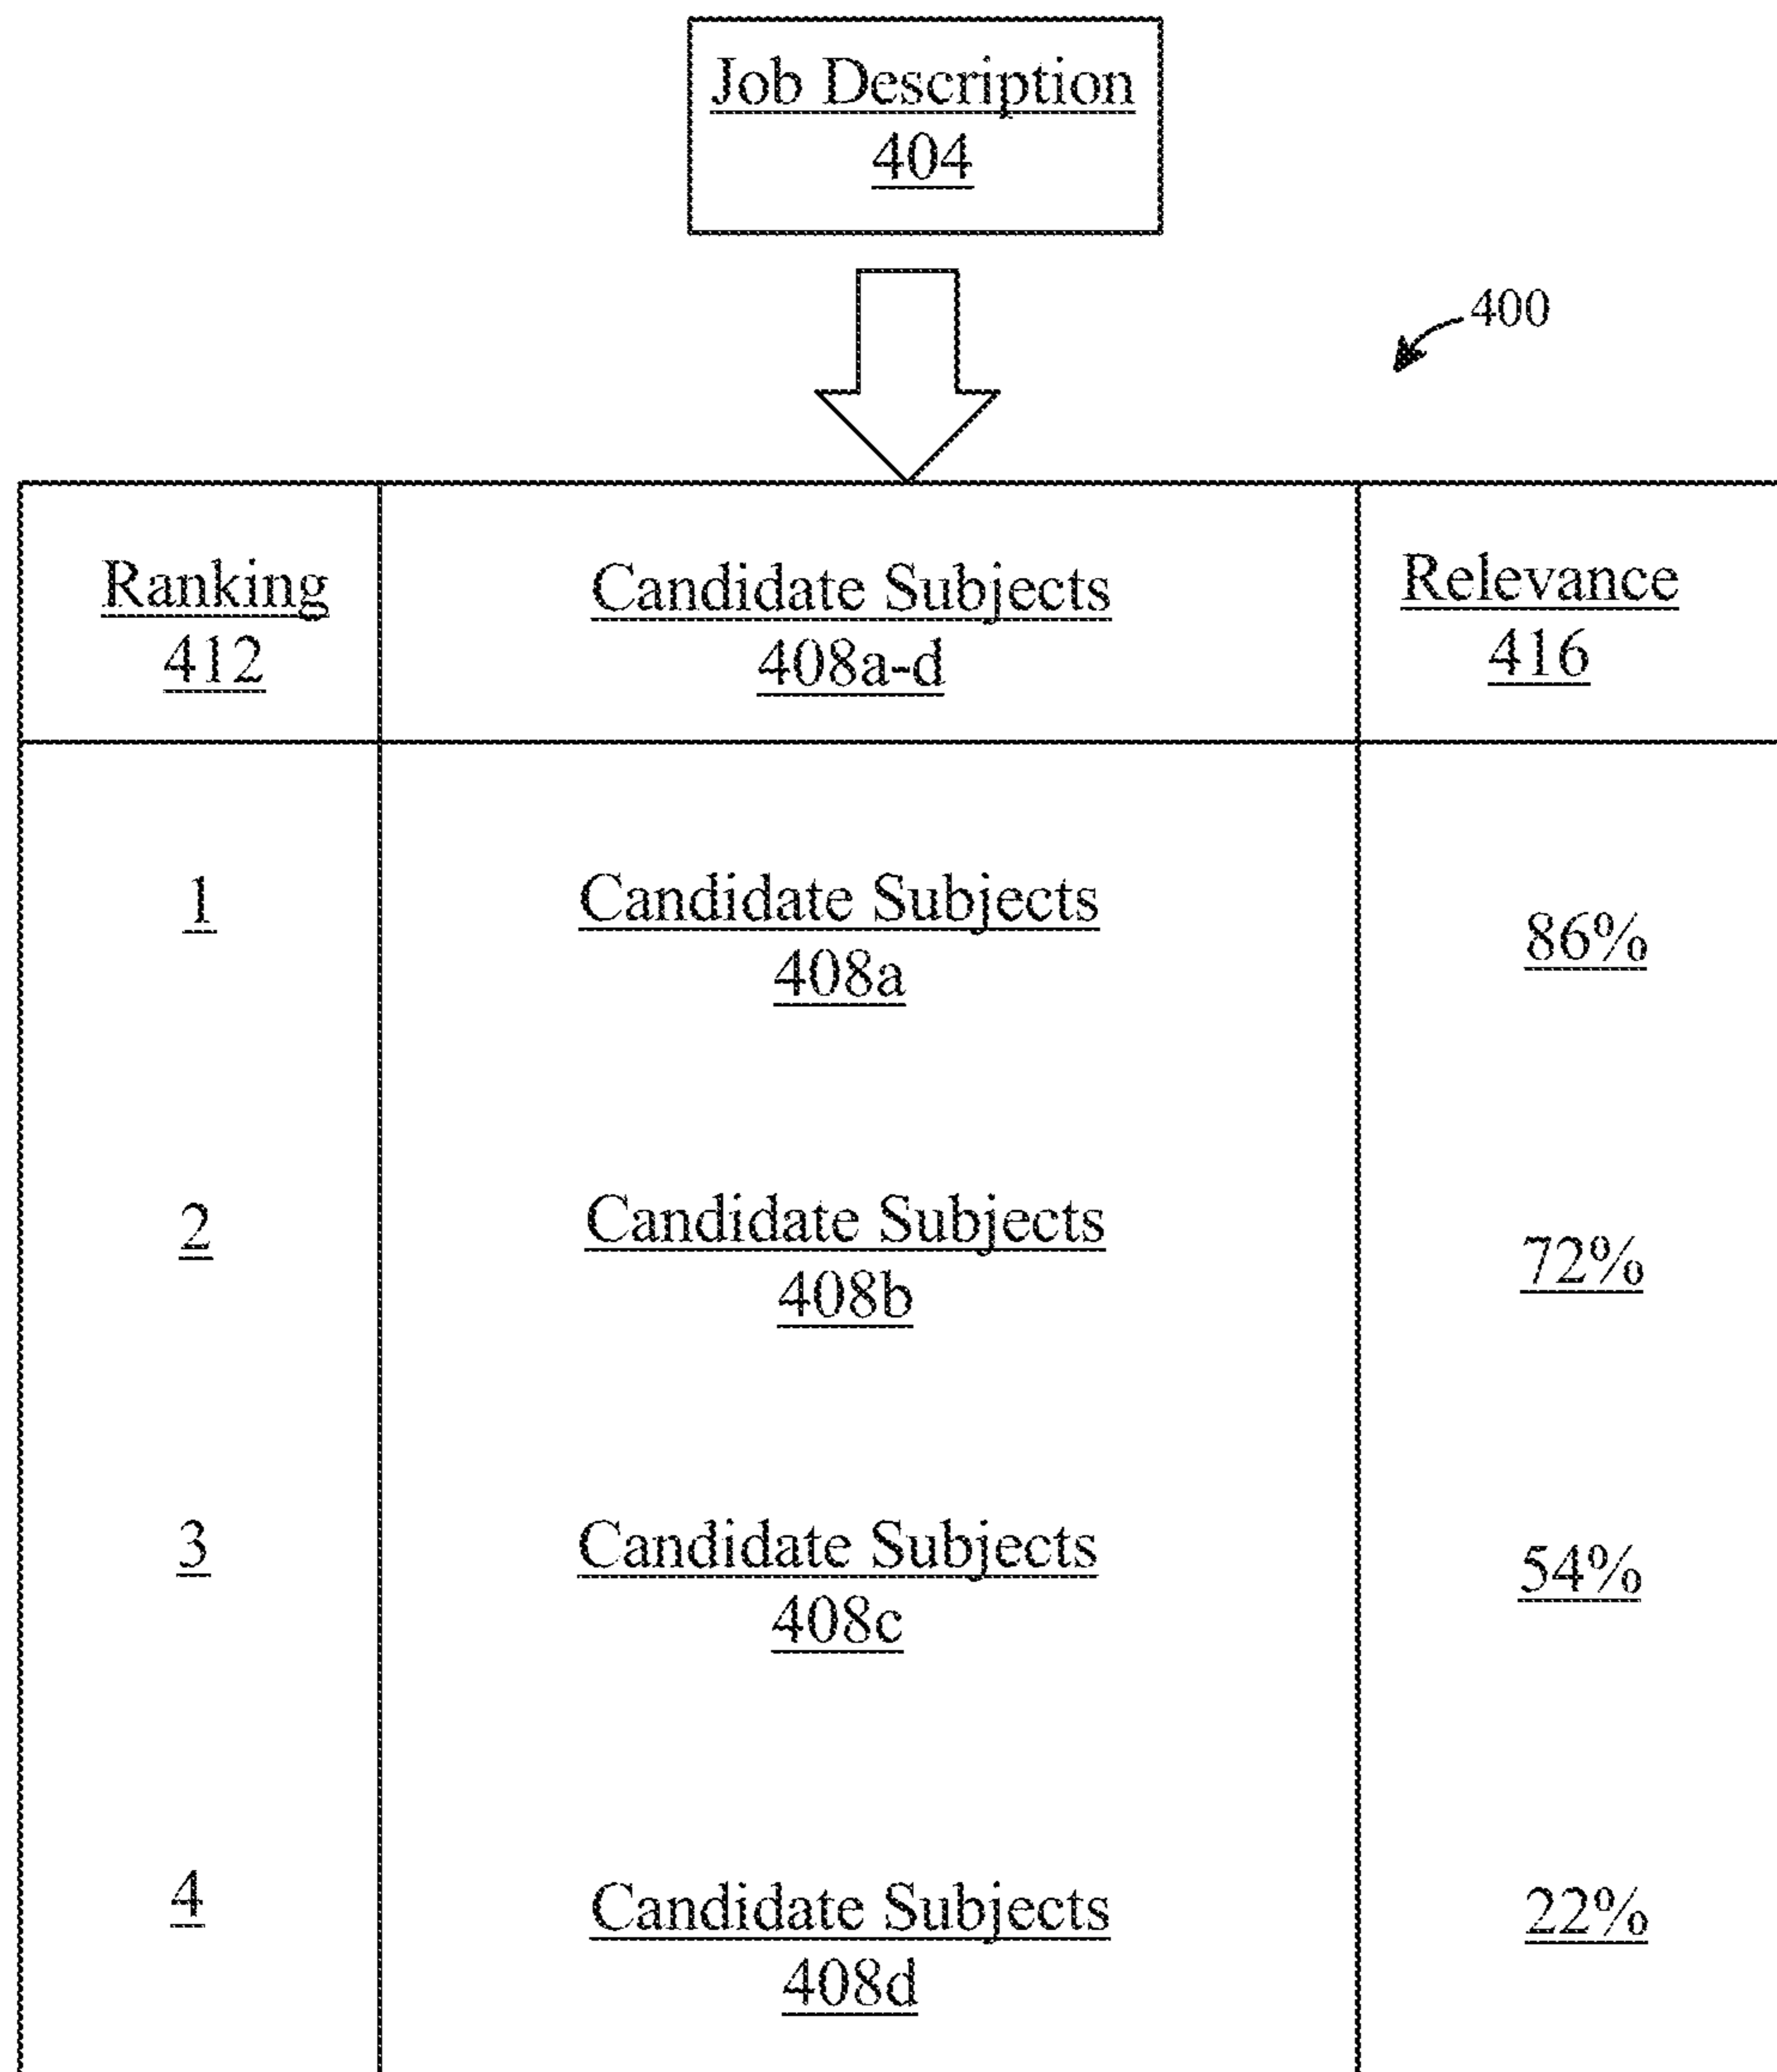 Job Description
404
400
Ranking
412
Candidate Subjects
408a-d
Relevance
416
1
Candidate Subjects
408a
86%
2
Candidate Subjects
408b
72%
3
Candidate Subjects
408c
54%
4
Candidate Subjects
408d
22%